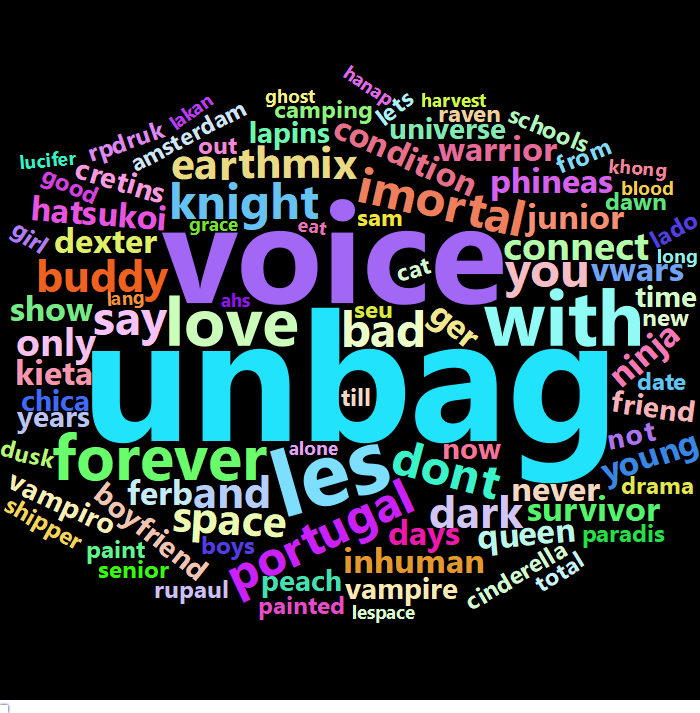 hanap
ghost
lets
harvest
lakan
camping
raven
schools
rpdruk
amsterdam
out
lapins
condition
universe
warrior
from
lucifer
good
cretins
earthmix
knight
imortal
phineas
khong
blood
dawn
hatsukoi
grace
eat
sam
junior
lado
girl
dexter
voice
connect
long
buddy
cat
you
vwars
lang
ahs
seu
time
show
say
love
bad
ger
with
new
only
ninja
kieta
unbag
till
date
chica
years
friend
dusk
forever
les
alone
dont
now
not
young
vampiro
boyfriend
ferb
and
space
portugal
dark
never
survivor
drama
shipper
paint
boys
days
queen
paradis
senior
rupaul
peach
inhuman
vampire
cinderella
total
painted
lespace